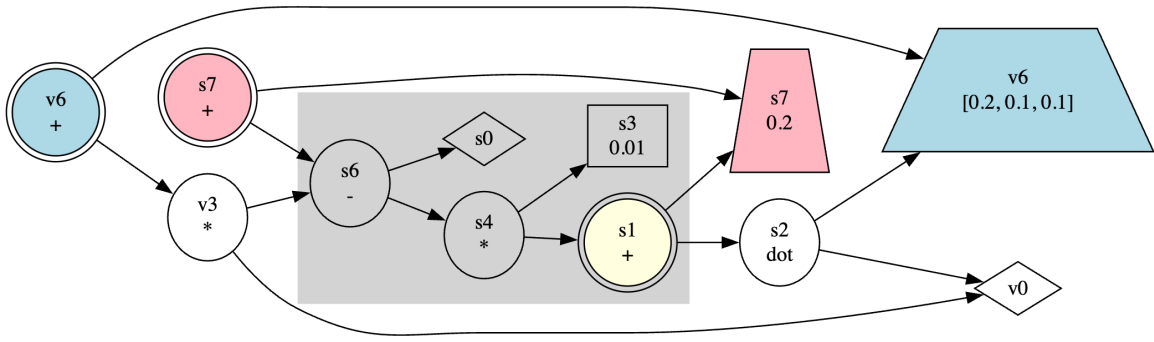 v6
+
s7
+
v3
*
s6
-
s0
s4
*
s3
0.01
s1
+
s7
0.2
s2
dot
v6
[0.2, 0.1, 0.1]
v0